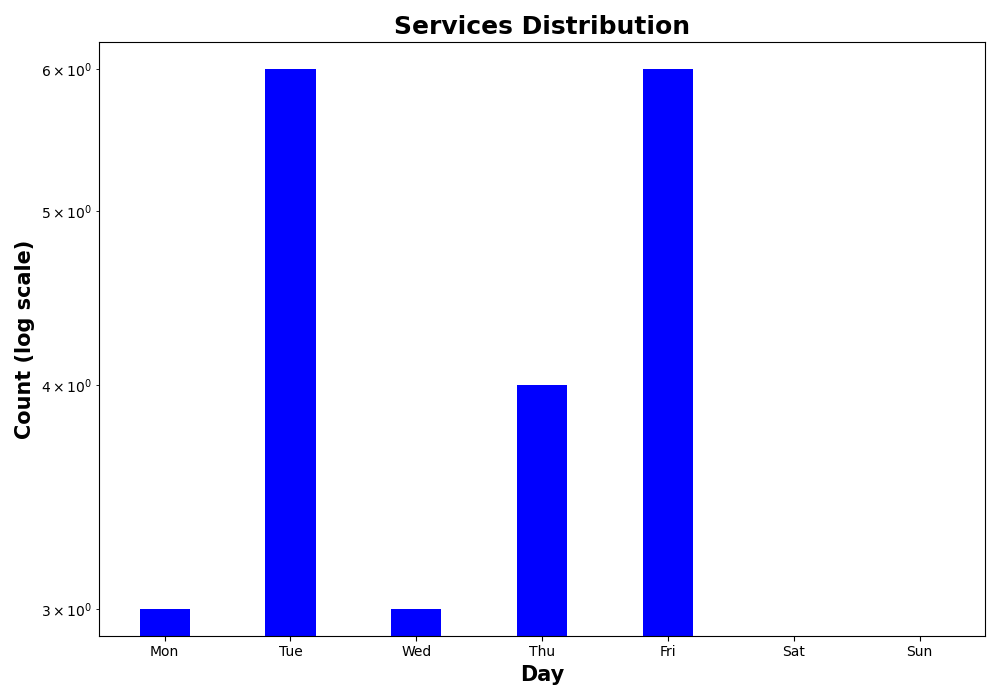 Services Distribution
6 × 10⁰
5 × 10⁰
4 × 10⁰
3 × 10⁰
Count (log scale)
Mon Tue Wed Thu Fri Sat Sun
Day